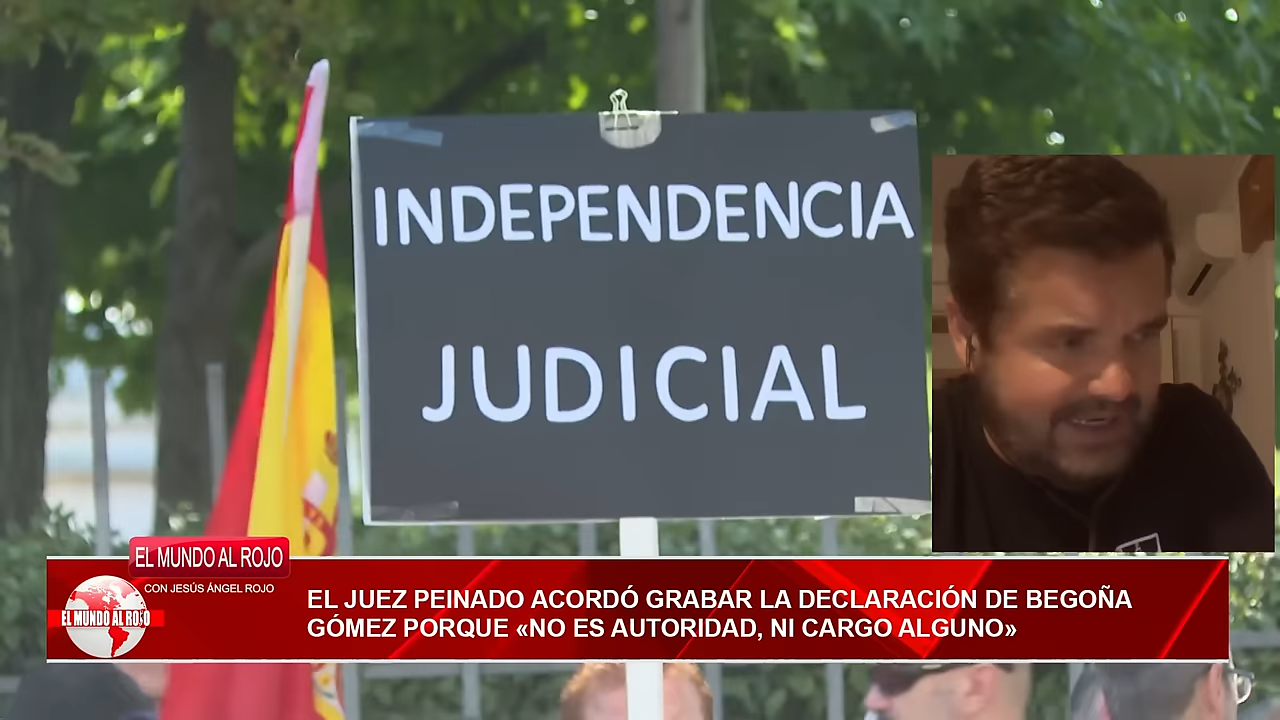 INDEPENDENCIA
JUDICIAL
EL MUNDO AL ROJO
CON JESÚS ÁNGEL ROJO
EL MUNDO AL ROJO
EL JUEZ PEINADO ACORDÓ GRABAR LA DECLARACIÓN DE BEGOÑA
GÓMEZ PORQUE «NO ES AUTORIDAD, NI CARGO ALGUNO»